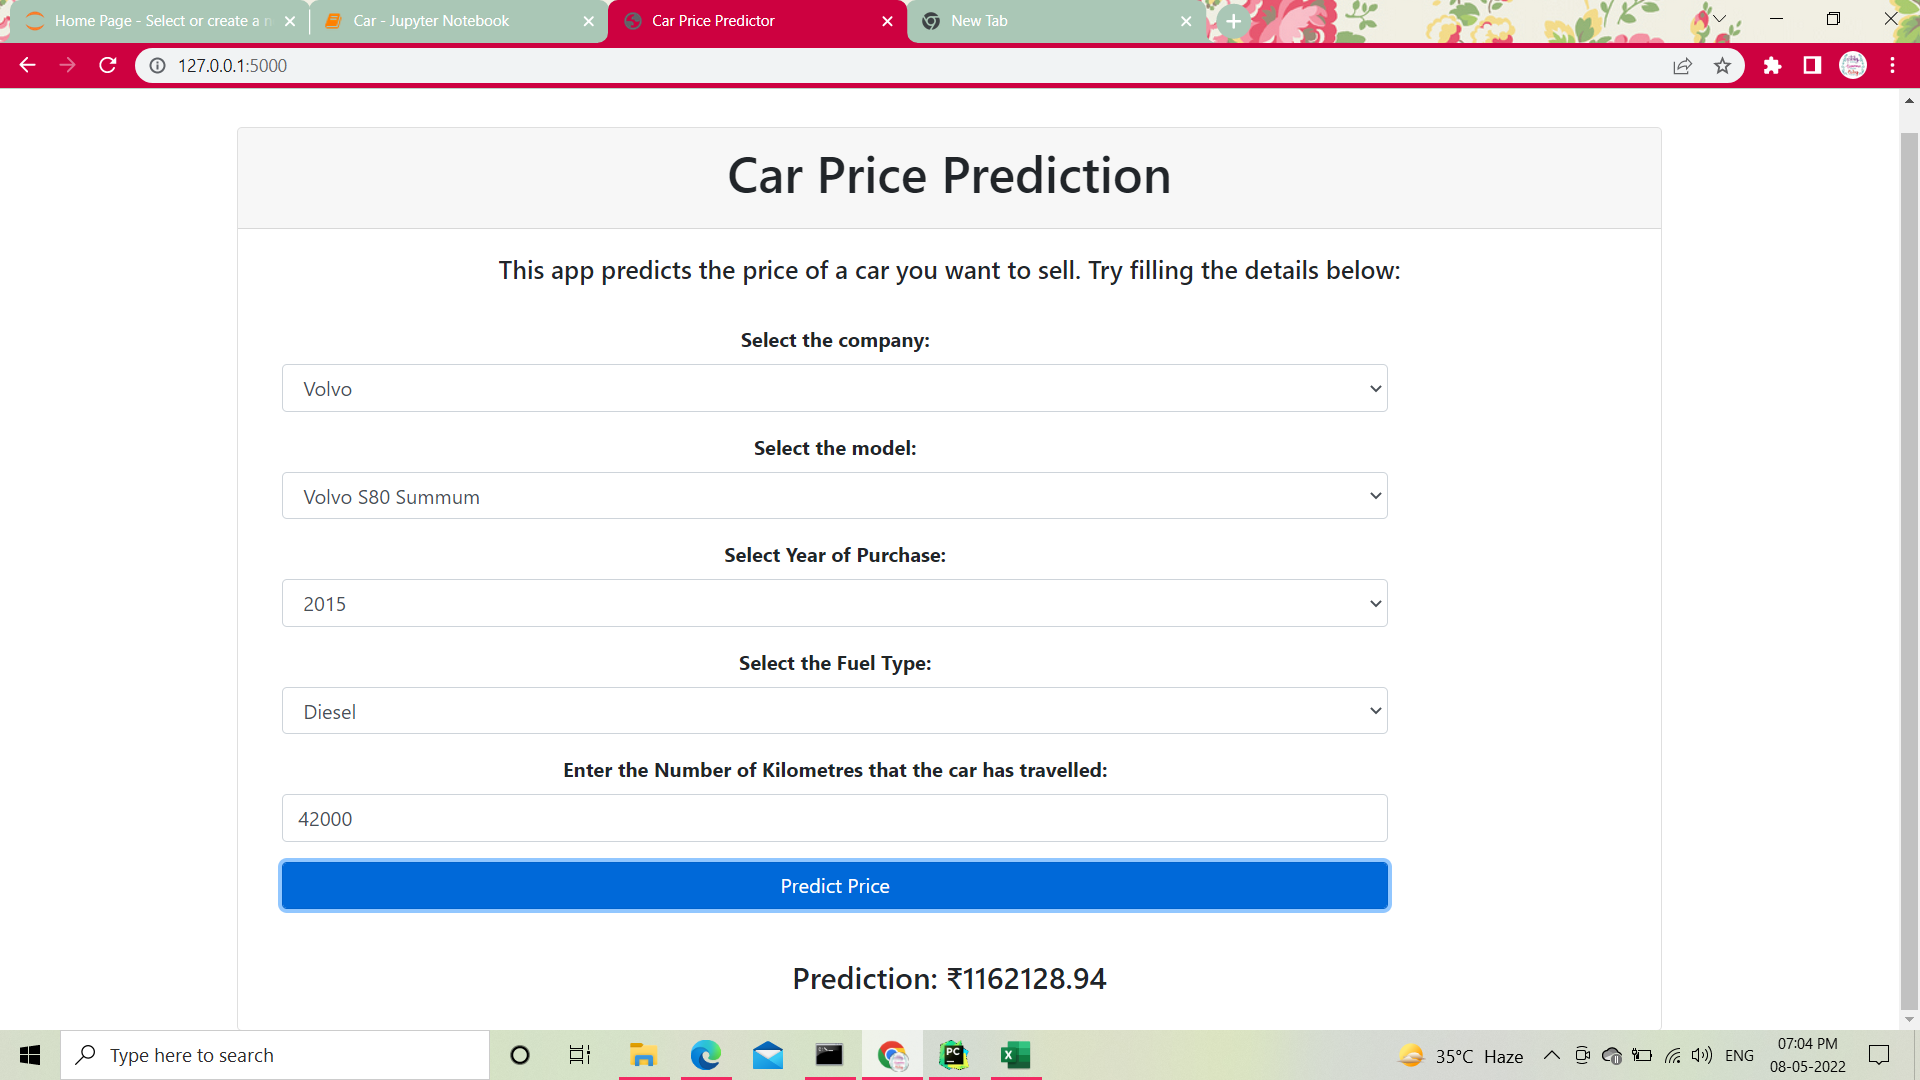 Home Page - Select or create a n
Car - Jupyter Notebook
Car Price Predictor
New Tab
127.0.0.1:5000
Car Price Prediction
This app predicts the price of a car you want to sell. Try filling the details below:
Select the company:
Volvo
Select the model:
Volvo S80 Summum
Select Year of Purchase:
2015
Select the Fuel Type:
Diesel
Enter the Number of Kilometres that the car has travelled:
42000
Predict Price
Prediction: ₹1162128.94
Type here to search
PC
X
35°C Haze
ENG
07:04 PM
08-05-2022